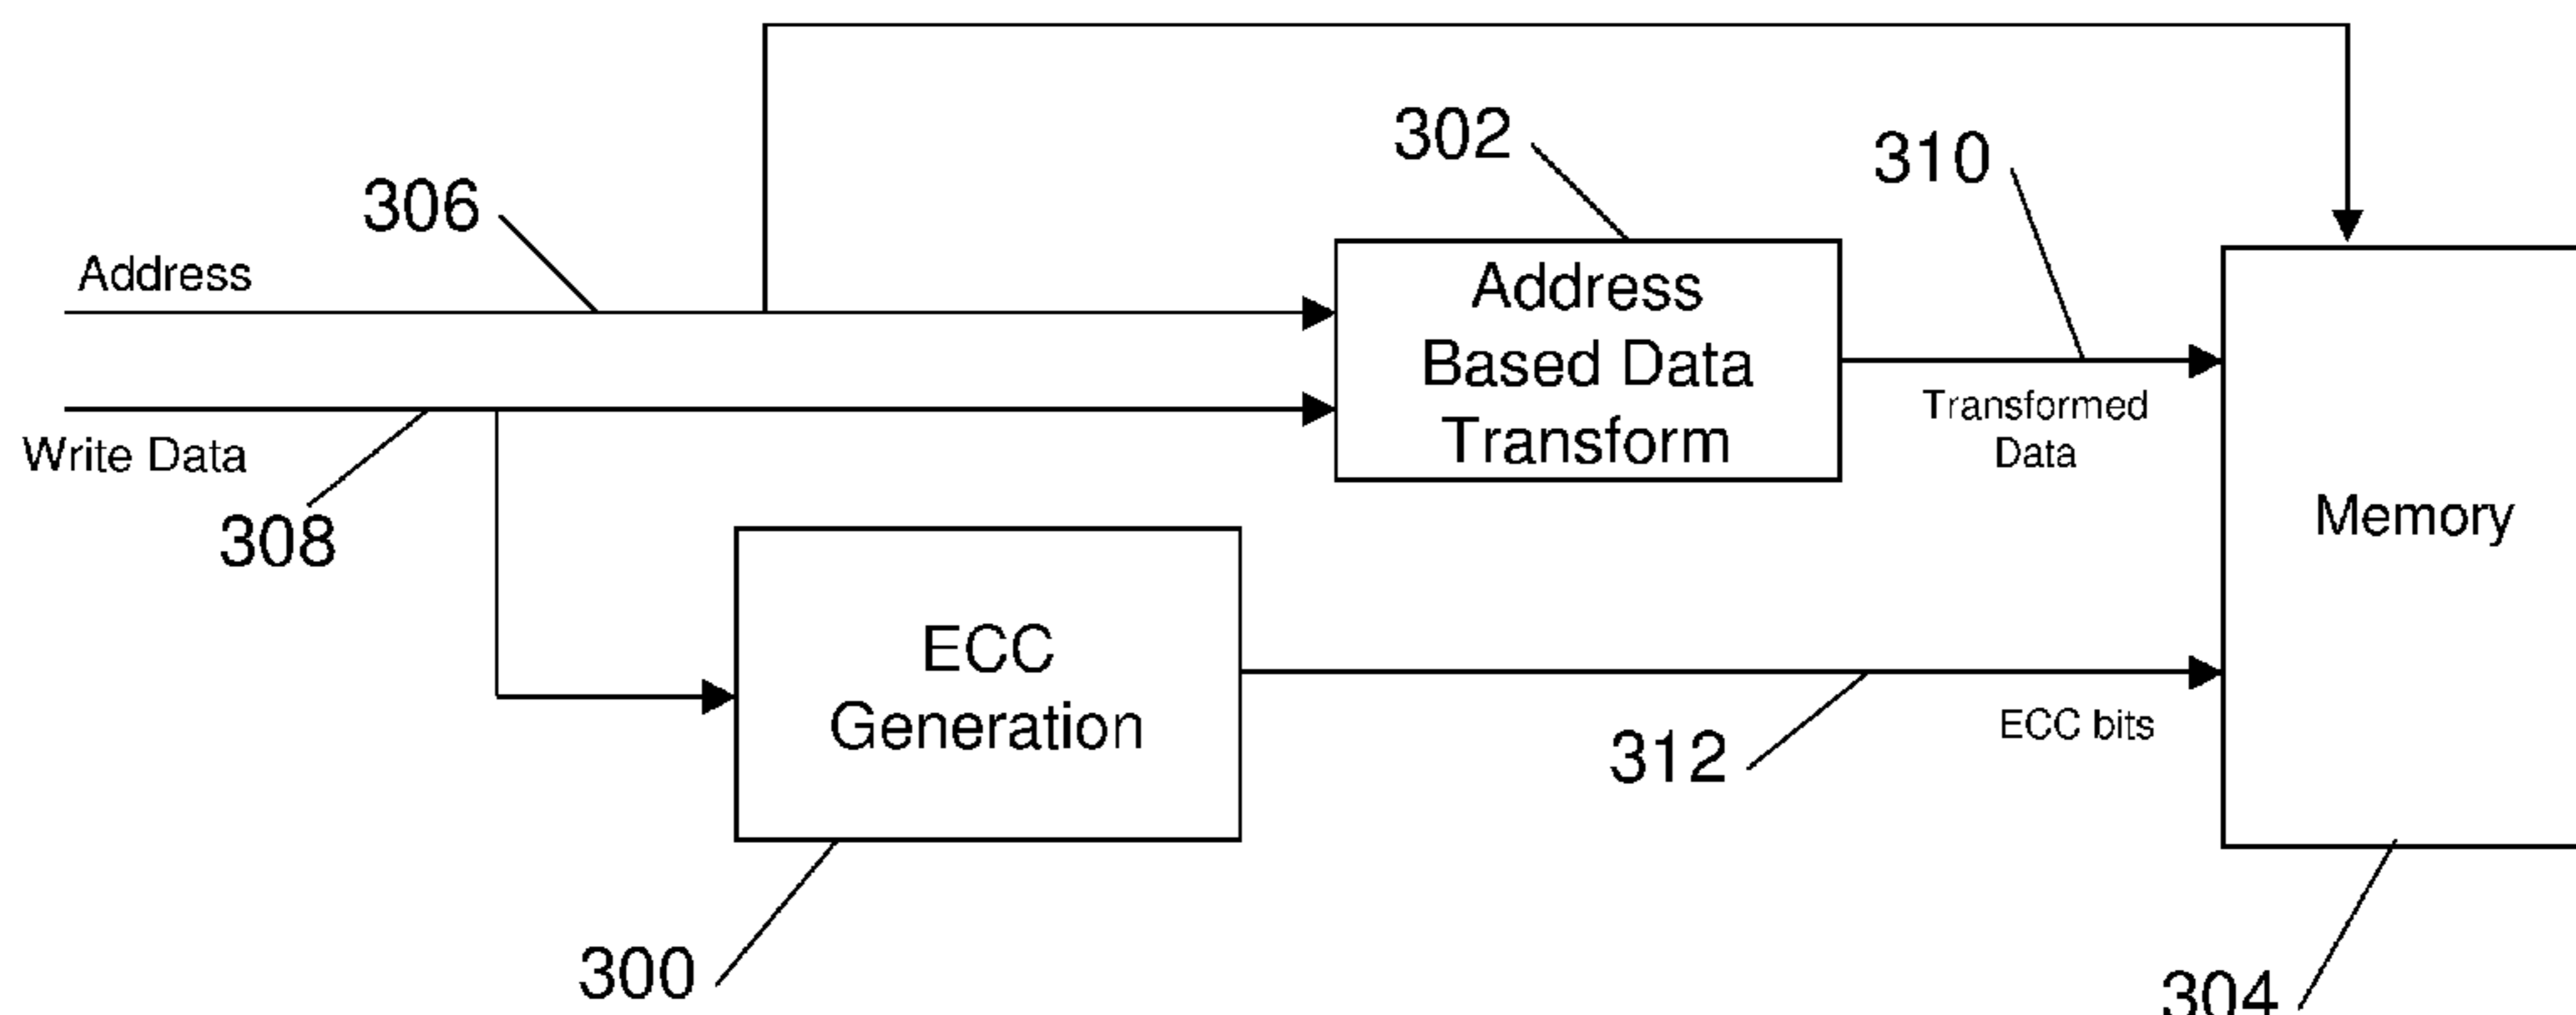 302
310
306
Address
Address
Based Data
Transform
Transformed
Data
Write Data
308
Memory
ECC
Generation
ECC bits
312
300
304